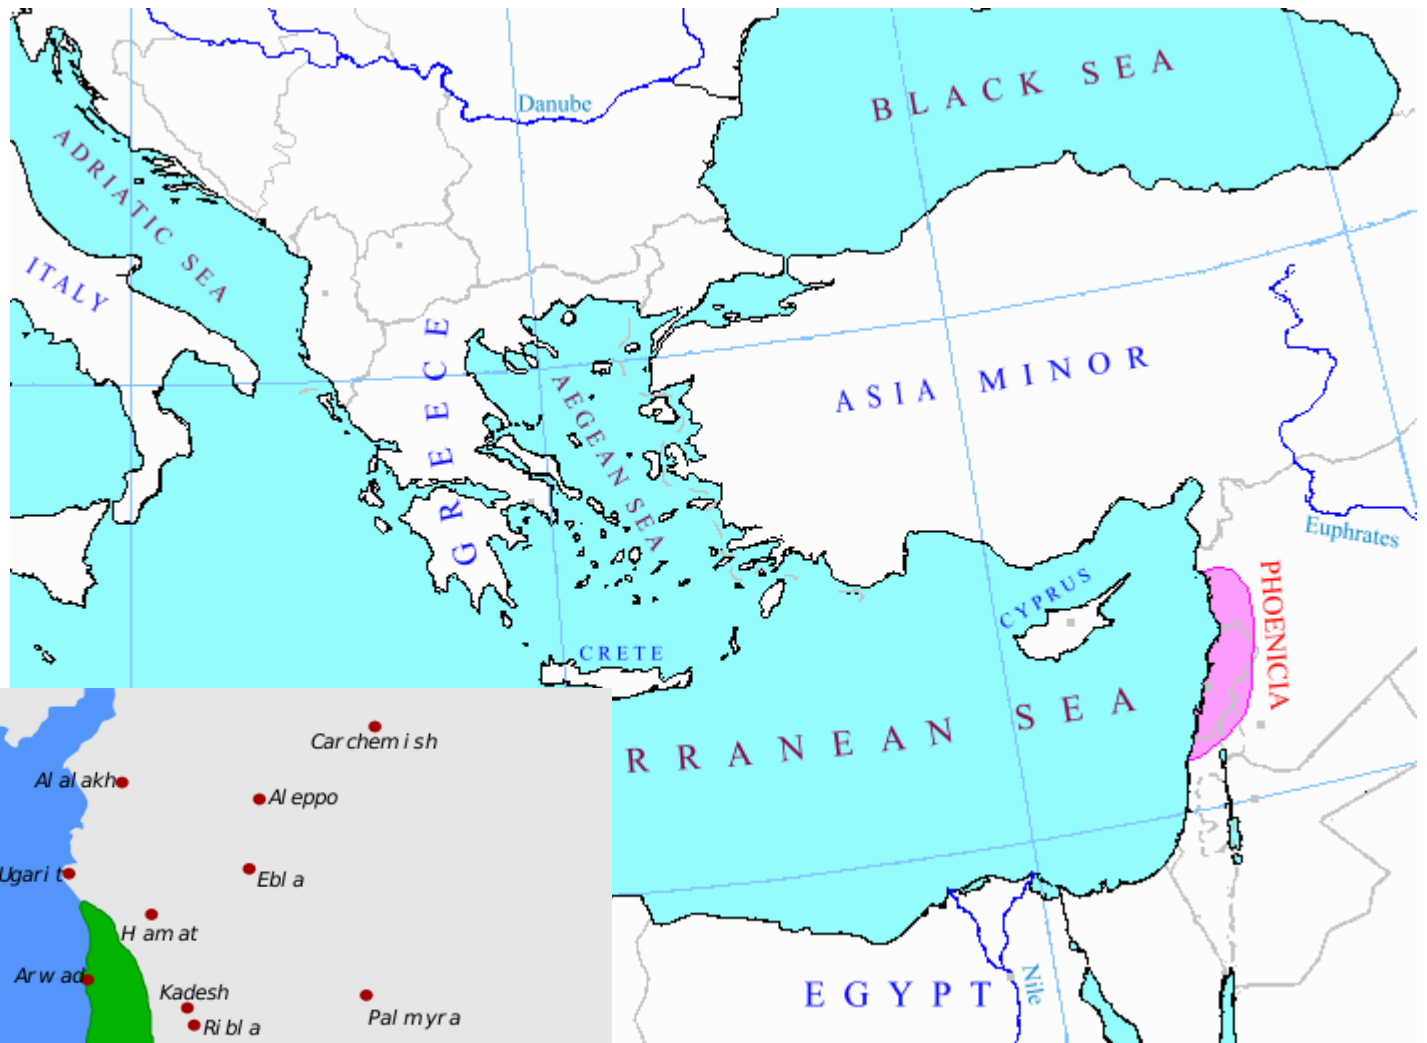 BLACK SEA
Danube
ADRIATIC SEA
ITALY
GREECE
AEGEAN SEA
ASIA MINOR
Euphrates
PHOENICIA
CYPRUS
CRETE
RRANEAN SEA
EGYPT
Nile
Carchemish
Alalakh
Aleppo
Ugarit
Ebla
Hamat
Arwad
Kadesh
Palmyra
Ribla